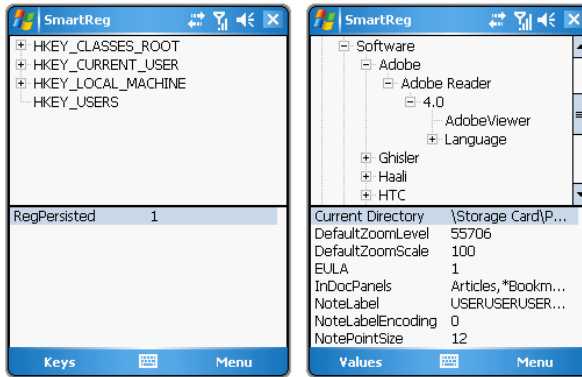 SmartReg
HKEY_CLASSES_ROOT
HKEY_CURRENT_USER
HKEY_LOCAL_MACHINE
HKEY_USERS
RegPersisted 1
Keys Menu
SmartReg
Software
Adobe
Adobe Reader
4.0
AdobeViewer
Language
Ghisler
Haali
HTC
Current Directory \Storage Card\P...
DefaultZoomLevel 55706
DefaultZoomScale 100
EULA 1
InDocPanels Articles,*Bookm...
NoteLabel USERUSERUSER...
NoteLabelEncoding 0
NotePointSize 12
Values Menu